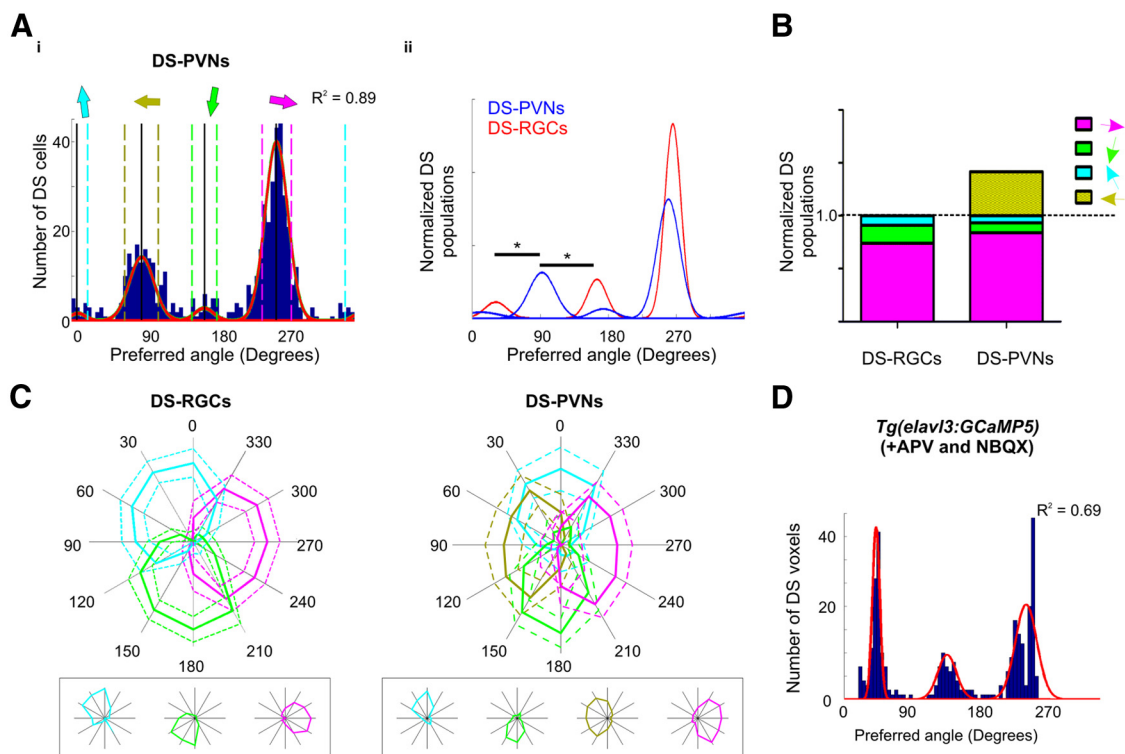 A
i
DS-PVNs
R² = 0.89
Number of DS cells
40
20
0
90
180
270
Preferred angle (Degrees)
ii
DS-PVNs
DS-RGCs
Normalized DS
populations
*
*
0
90
180
270
Preferred angle (Degrees)
B
Normalized DS
populations
1.0
DS-RGCs
DS-PVNs
C
DS-RGCs
0
30
330
60
300
90
270
120
240
150
210
180
DS-PVNs
0
30
330
60
300
90
270
120
240
150
210
180
D
Tg(elavl3:GCaMP5)
(+APV and NBQX)
R² = 0.69
Number of DS voxels
40
20
0
0
90
180
270
Preferred angle (Degrees)